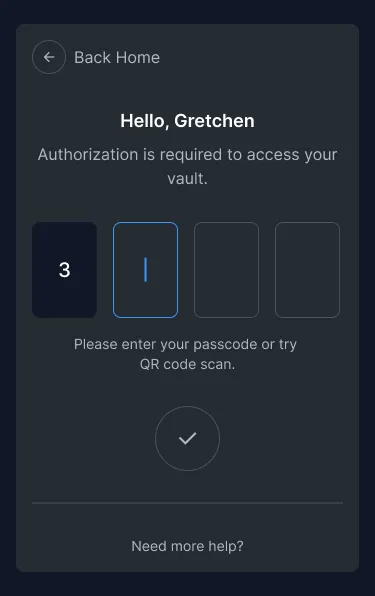 Back Home
Hello, Gretchen
Authorization is required to access your
vault.
3
Please enter your passcode or try
QR code scan.
Need more help?